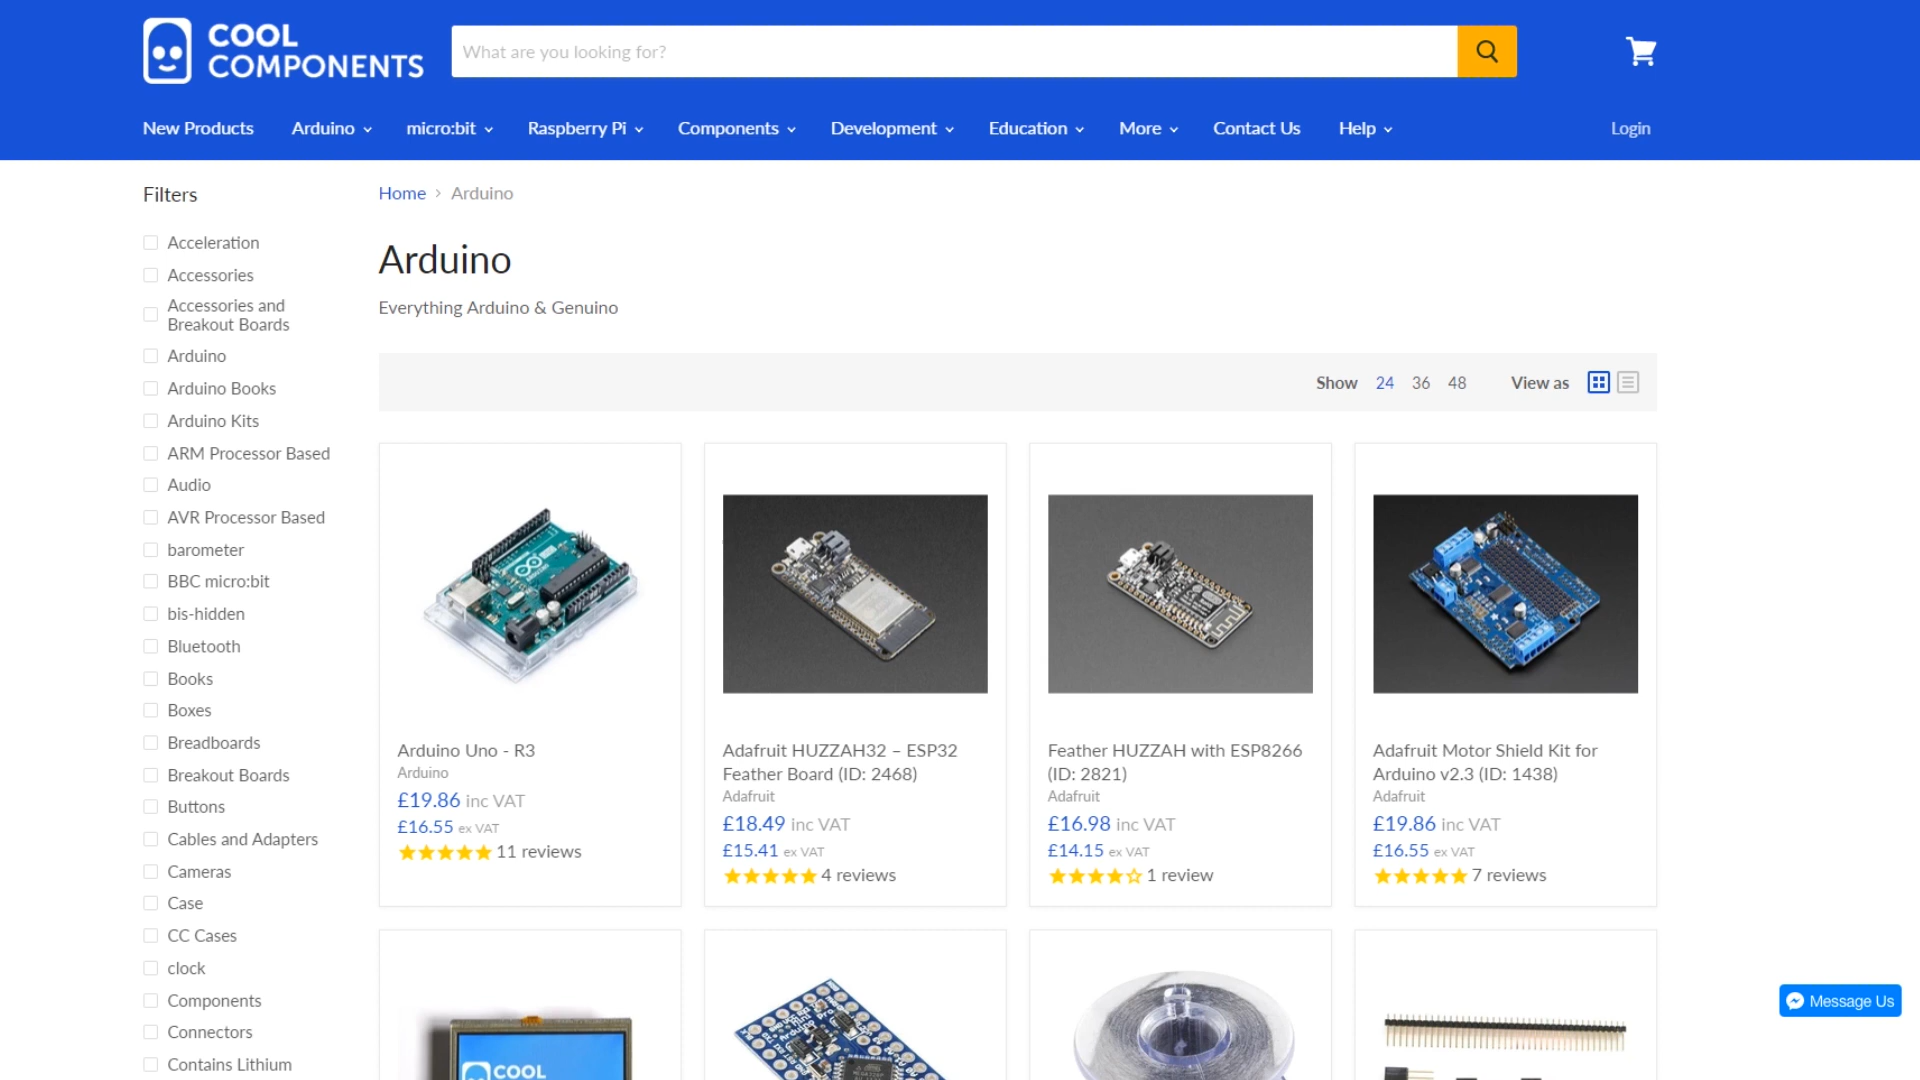 COOL
COMPONENTS
What are you looking for?
New Products
Arduino
micro:bit
Raspberry Pi
Components
Development
Education
More
Contact Us
Help
Login
Filters
Acceleration
Accessories
Accessories and
Breakout Boards
Arduino
Arduino Books
Arduino Kits
ARM Processor Based
Audio
AVR Processor Based
barometer
BBC micro:bit
bis-hidden
Bluetooth
Books
Boxes
Breadboards
Breakout Boards
Buttons
Cables and Adapters
Cameras
Case
CC Cases
clock
Components
Connectors
Contains Lithium
Home > Arduino
Arduino
Everything Arduino & Genuino
Show 24 36 48 View as
Arduino Uno - R3
Arduino
£19.86 inc VAT
£16.55 ex VAT
11 reviews
Adafruit HUZZAH32 – ESP32
Feather Board (ID: 2468)
Adafruit
£18.49 inc VAT
£15.41 ex VAT
4 reviews
Feather HUZZAH with ESP8266
(ID: 2821)
Adafruit
£16.98 inc VAT
£14.15 ex VAT
1 review
Adafruit Motor Shield Kit for
Arduino v2.3 (ID: 1438)
Adafruit
£19.86 inc VAT
£16.55 ex VAT
7 reviews
COOL
Arduino Pro
Mini
Message Us